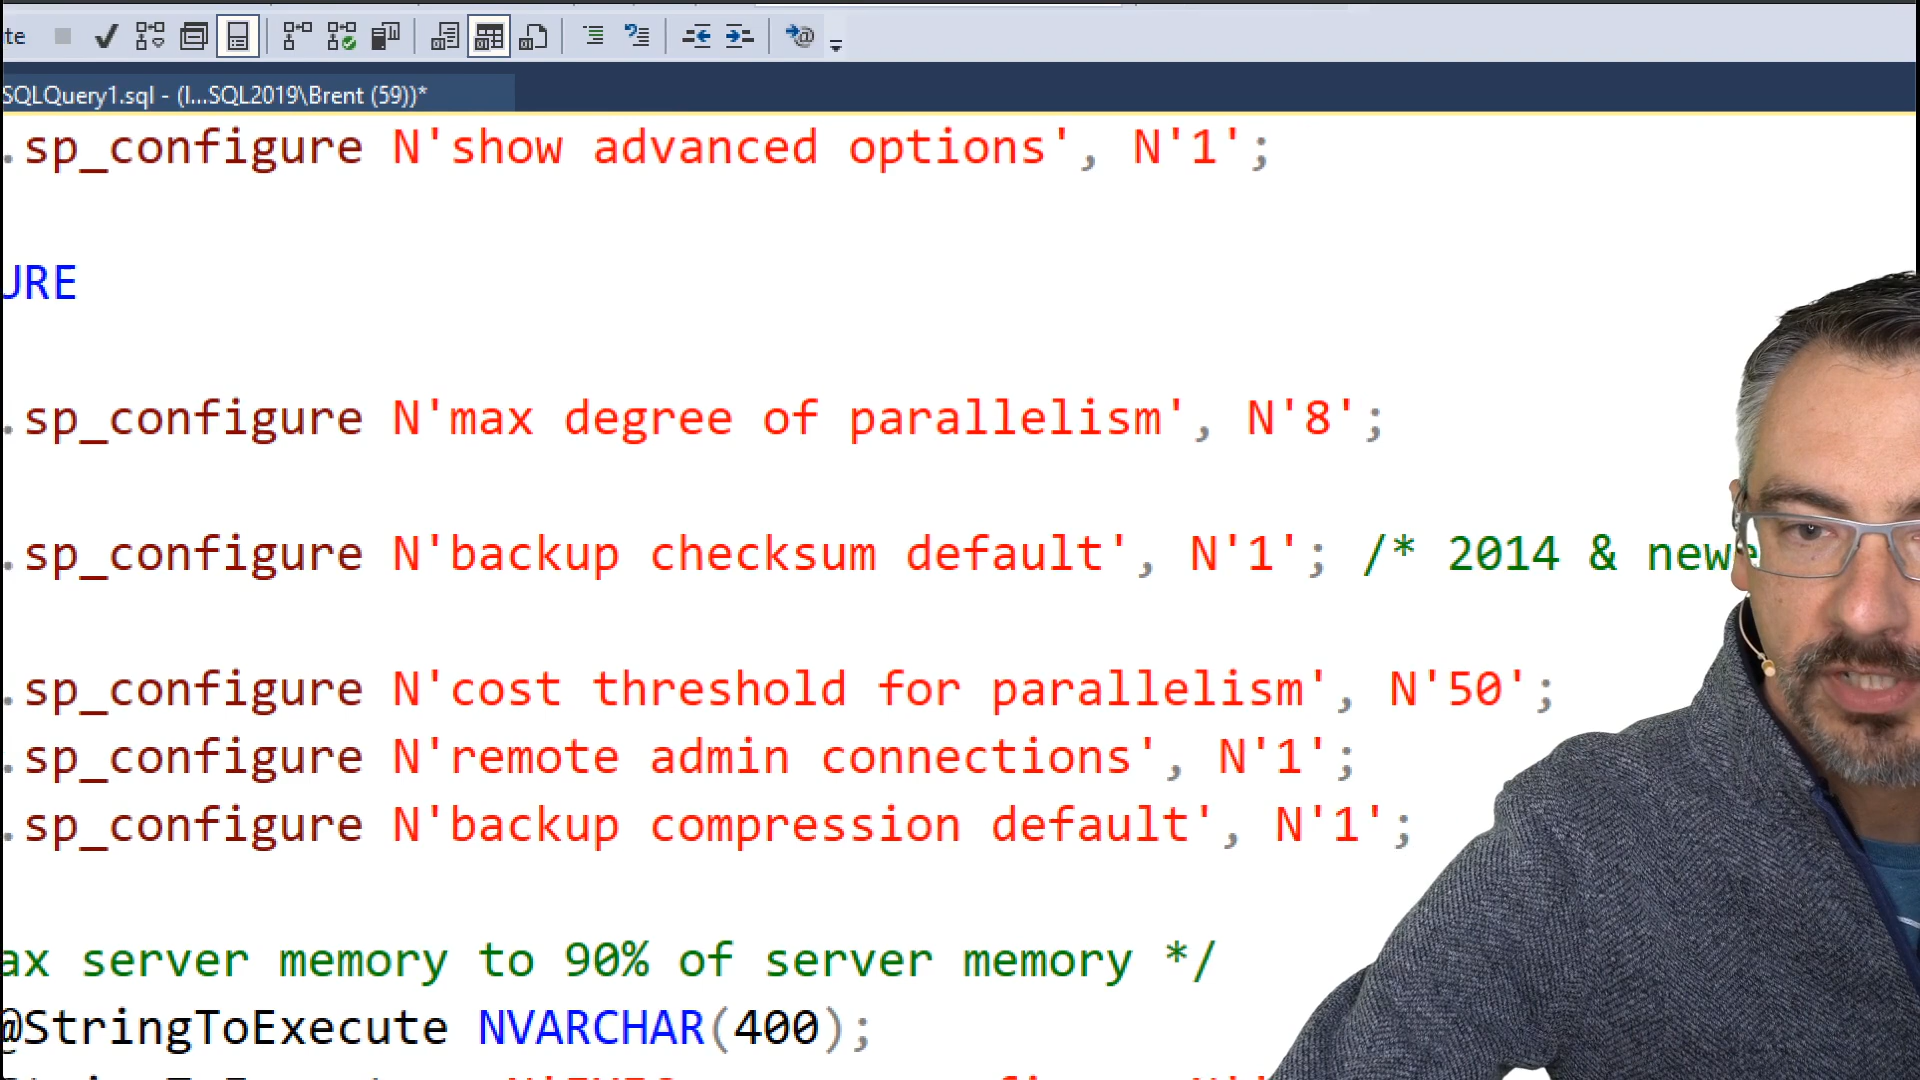 te
SQLQuery1.sql - (l...SQL2019\Brent (59))*
.sp_configure N'show advanced options', N'1';
URE
.sp_configure N'max degree of parallelism', N'8';
.sp_configure N'backup checksum default', N'1'; /* 2014 & newe
.sp_configure N'cost threshold for parallelism', N'50';
.sp_configure N'remote admin connections', N'1';
.sp_configure N'backup compression default', N'1';
ax server memory to 90% of server memory */
@StringToExecute NVARCHAR(400);